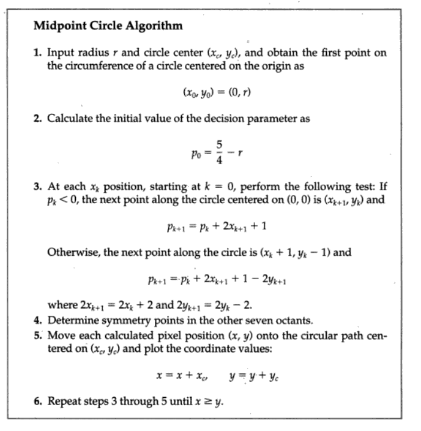 Midpoint Circle Algorithm
1. Input radius r and circle center (x_c, y_c), and obtain the first point on
the circumference of a circle centered on the origin as
(x_0, y_0) = (0, r)
2. Calculate the initial value of the decision parameter as
p_0 = 5/4 − r
3. At each x_k position, starting at k = 0, perform the following test: If
p_k < 0, the next point along the circle centered on (0, 0) is (x_{k+1}, y_k) and
p_{k+1} = p_k + 2x_{k+1} + 1
Otherwise, the next point along the circle is (x_k + 1, y_k − 1) and
p_{k+1} = p_k + 2x_{k+1} + 1 − 2y_{k+1}
where 2x_{k+1} = 2x_k + 2 and 2y_{k+1} = 2y_k − 2.
4. Determine symmetry points in the other seven octants.
5. Move each calculated pixel position (x, y) onto the circular path cen-
tered on (x_c, y_c) and plot the coordinate values:
x = x + x_c, y = y + y_c
6. Repeat steps 3 through 5 until x ≥ y.